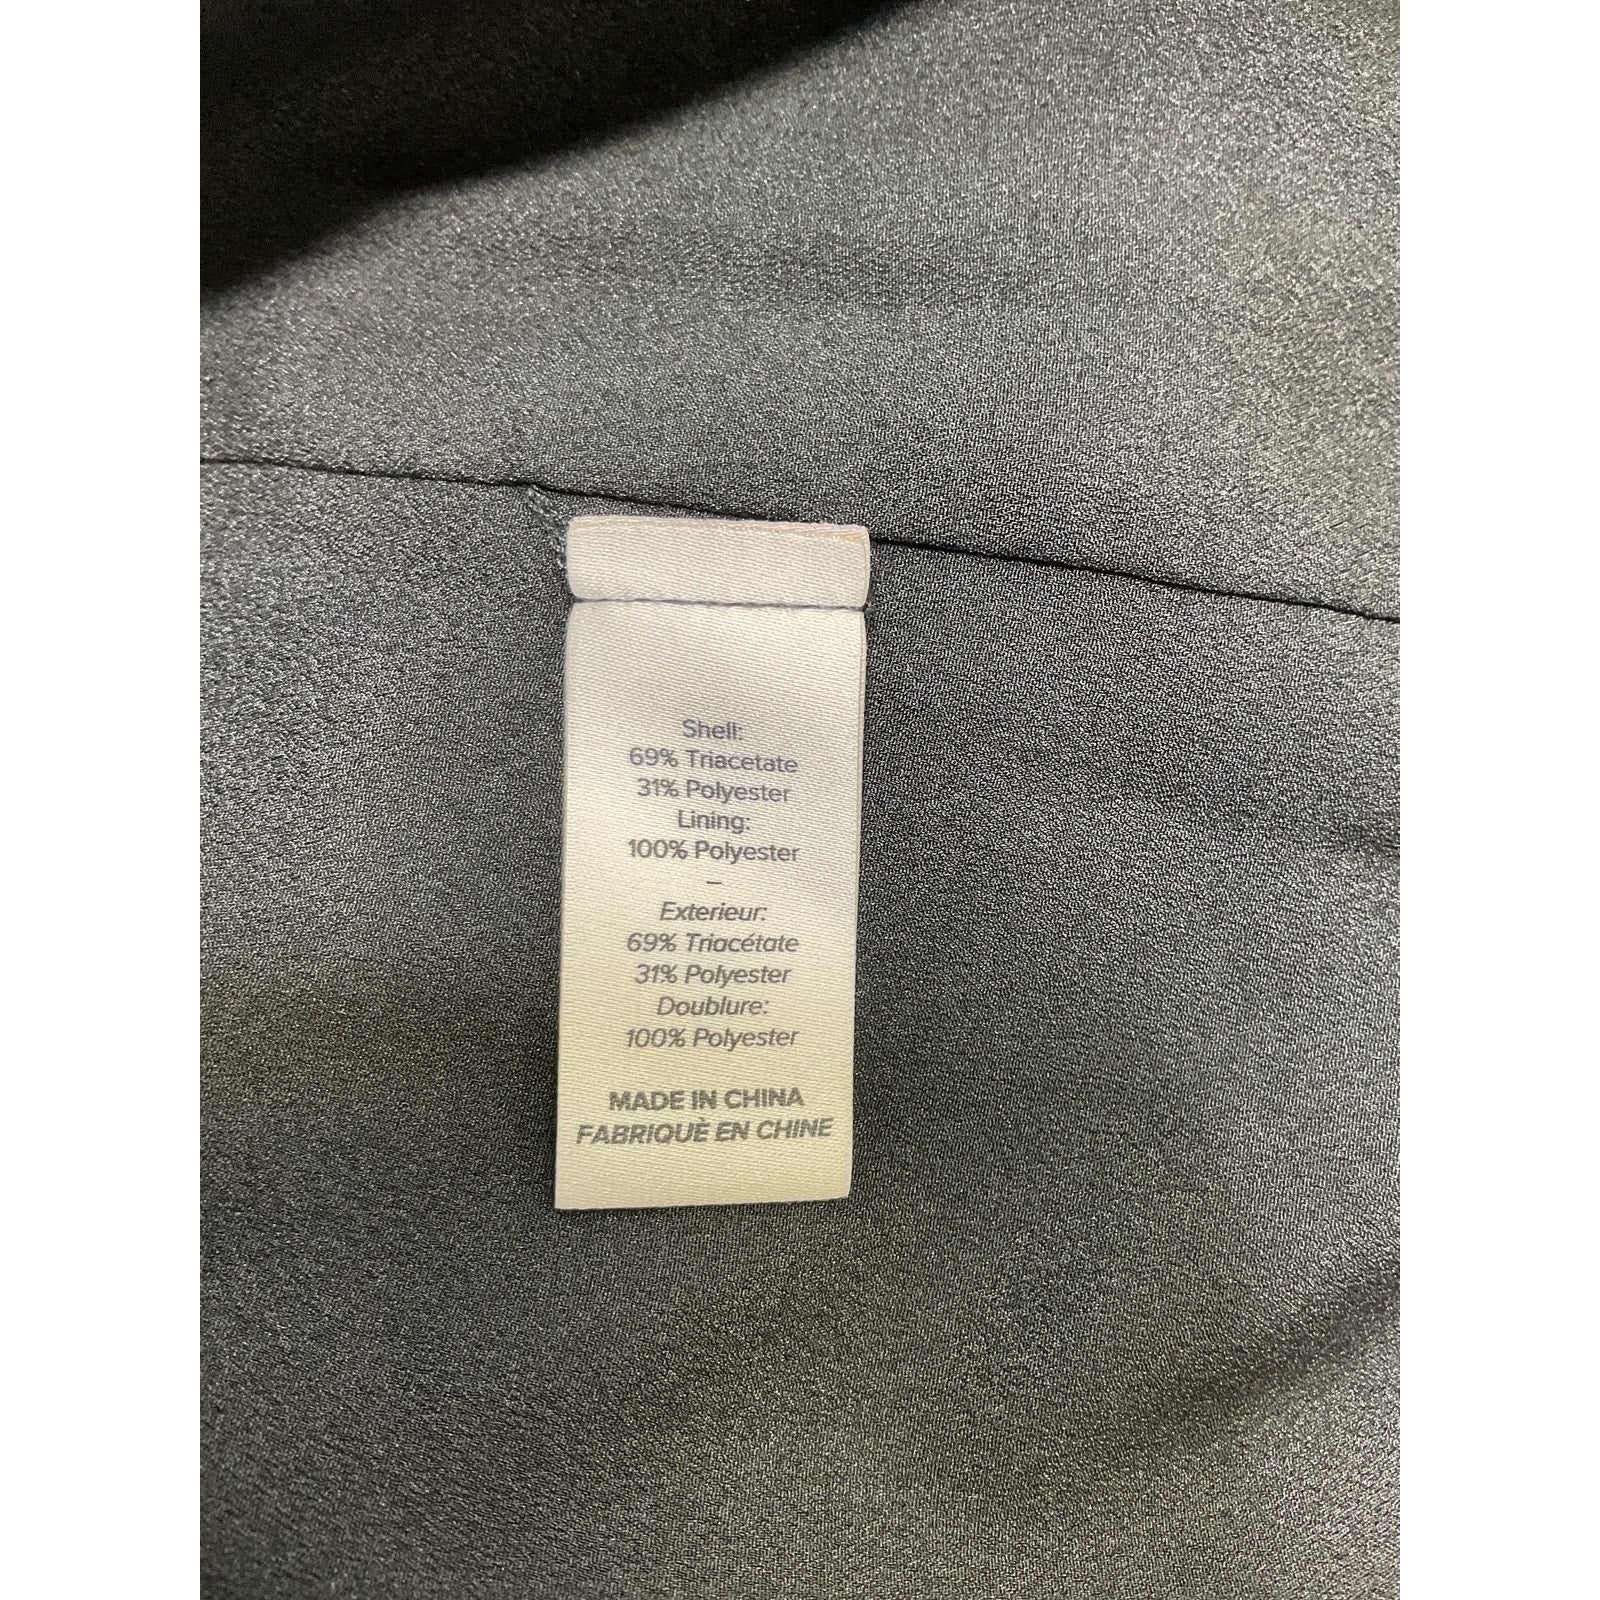 Shell:
69% Triacetate
31% Polyester
Lining:
100% Polyester
–
Exterieur:
69% Triacétate
31% Polyester
Doublure:
100% Polyester
MADE IN CHINA
FABRIQUÈ EN CHINE